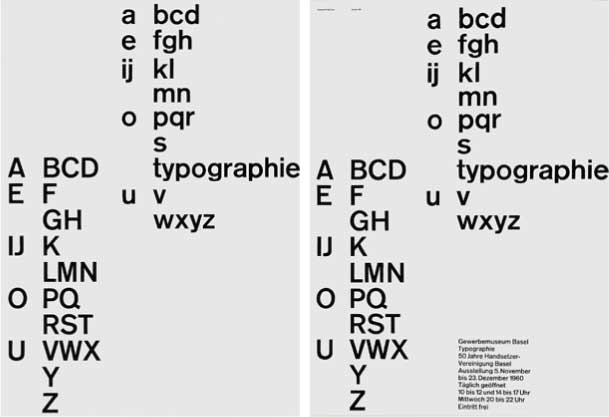 a bcd
e fgh
ij kl
mn
o pqr
s
A BCD typographie
E F u v
GH wxyz
IJ K
LMN
O PQ
RST
U VWX
Y
Z
a bcd
e fgh
ij kl
mn
o pqr
s
A BCD typographie
E F u v
GH wxyz
IJ K
LMN
O PQ
RST
U VWX
Y
Z
Gewerbemuseum Basel
Typographie
50 Jahre Handsetzer-
Vereinigung Basel
Ausstellung 5. November
bis 23. Dezember 1960
Täglich geöffnet
10 bis 12 und 14 bis 17 Uhr
Mittwoch 20 bis 22 Uhr
Eintritt frei